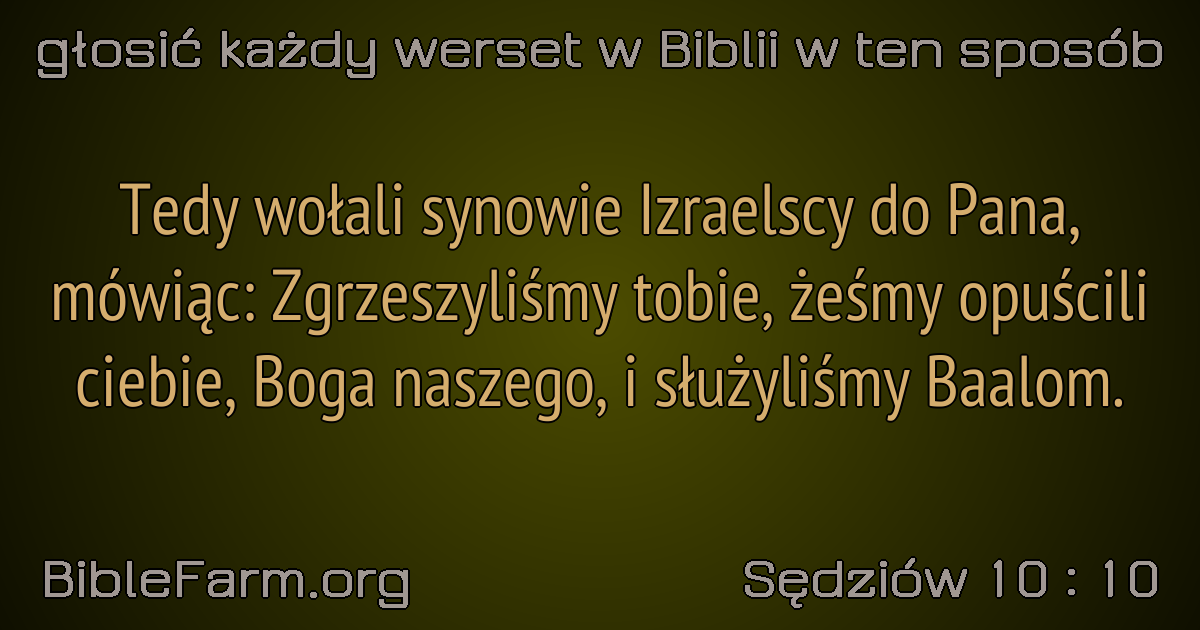 głosić każdy werset w Biblii w ten sposób
Tedy wołali synowie Izraelscy do Pana,
mówiąc: Zgrzeszyliśmy tobie, żeśmy opuścili
ciebie, Boga naszego, i służyliśmy Baalom.
BibleFarm.org
Sędziów 10 : 10